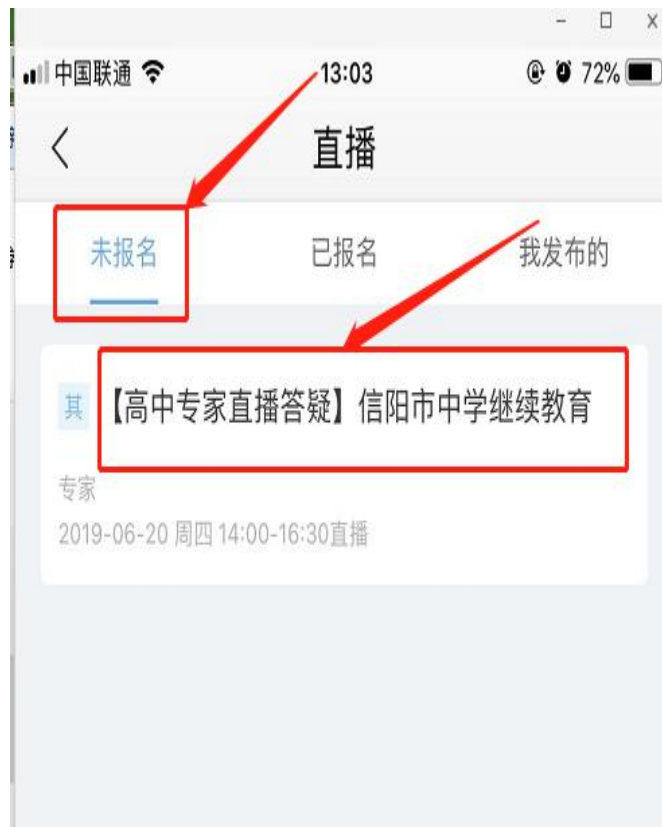 中国联通 13:03 72%
直播
未报名 已报名 我发布的
其 【高中专家直播答疑】信阳市中学继续教育
专家
2019-06-20 周四 14:00-16:30直播